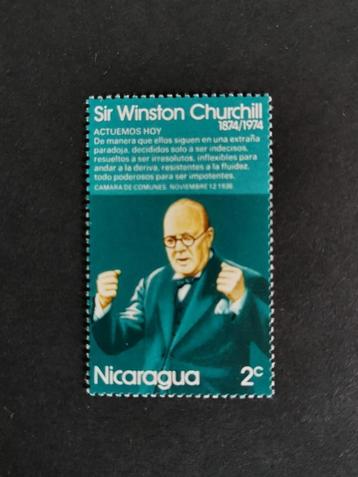 Sir Winston Churchill
1874/1974
ACTUEMOS HOY
De manera que ellos siguen en una extraña
paradoja, decididos solo a ser indecisos,
resueltos a ser irresolutos, inflexibles para
andar a la deriva, resistentes a la fluidez,
todo poderosos para ser impotentes.
CAMARA DE COMUNES. NOVIEMBRE 12 1936
Nicaragua 2c